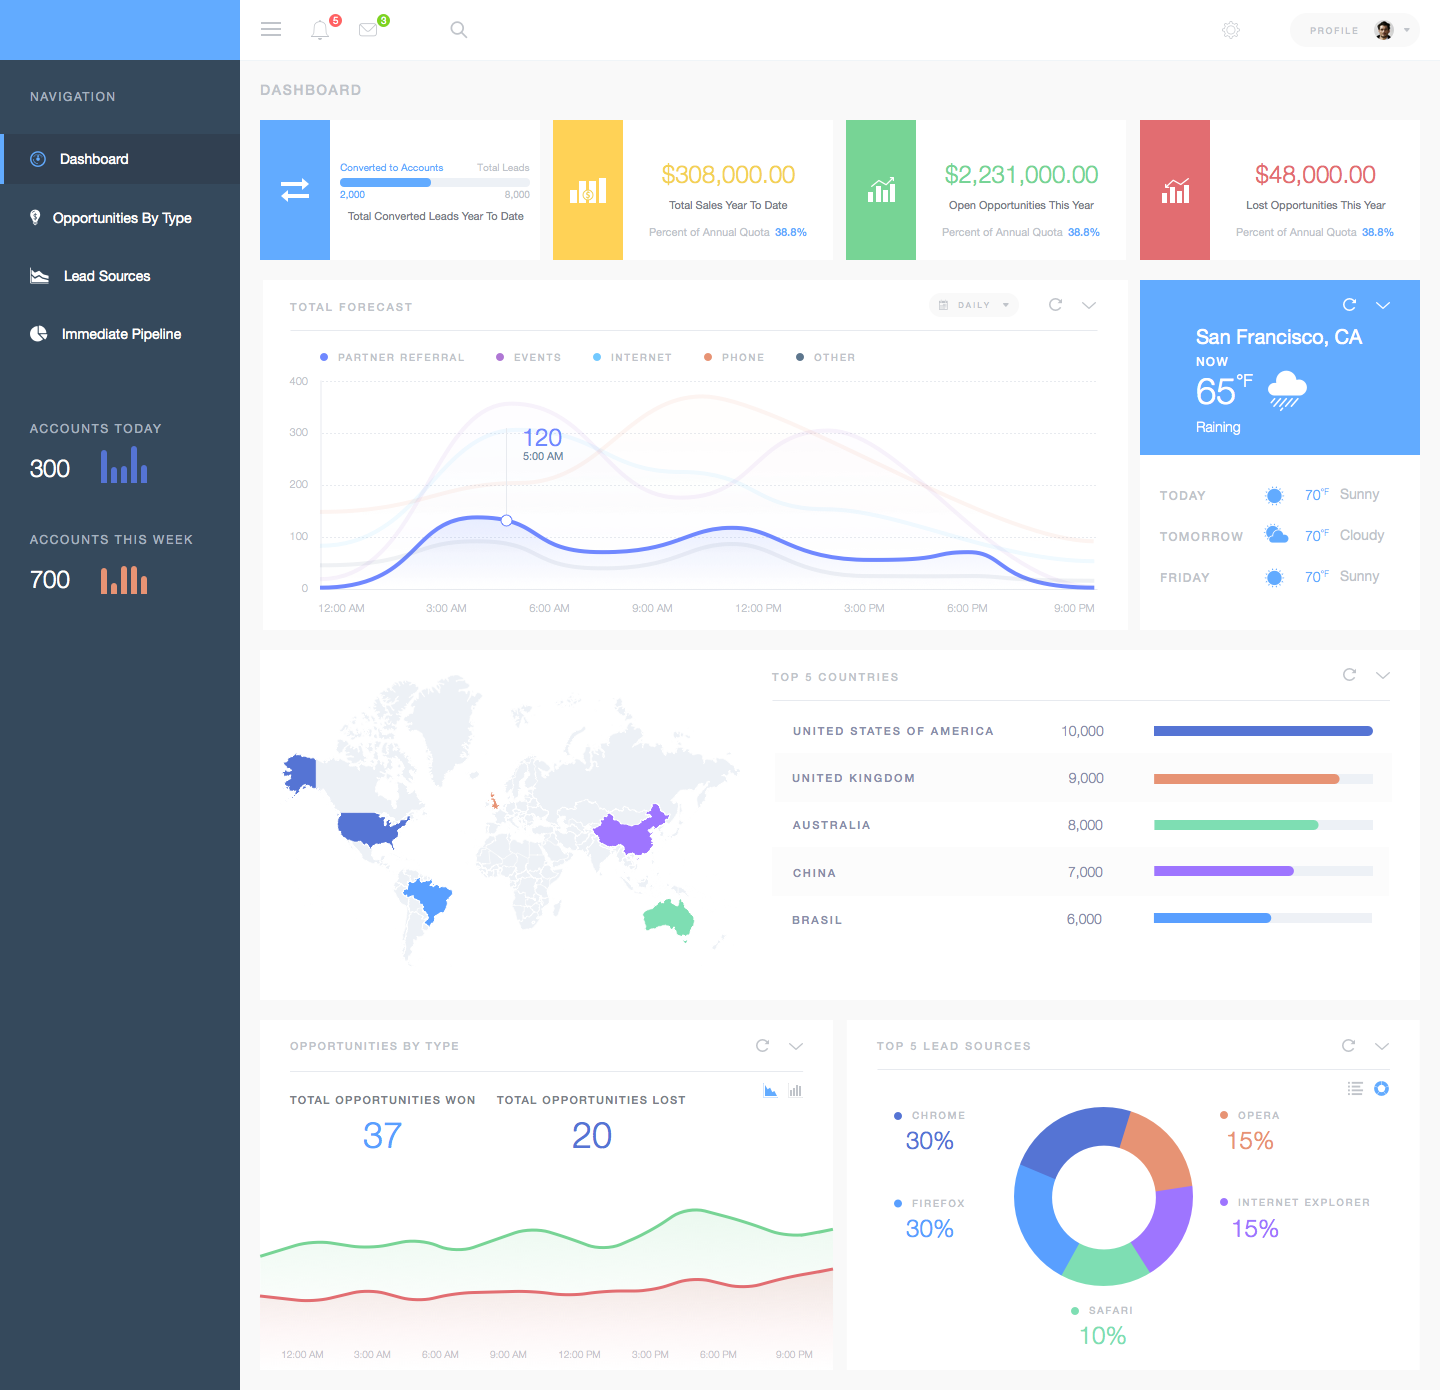 5
3
PROFILE
NAVIGATION
Dashboard
Opportunities By Type
Lead Sources
Immediate Pipeline
ACCOUNTS TODAY
300
ACCOUNTS THIS WEEK
700
DASHBOARD
Converted to Accounts Total Leads
2,000 8,000
Total Converted Leads Year To Date
$308,000.00
Total Sales Year To Date
Percent of Annual Quota 38.8%
$2,231,000.00
Open Opportunities This Year
Percent of Annual Quota 38.8%
$48,000.00
Lost Opportunities This Year
Percent of Annual Quota 38.8%
TOTAL FORECAST
DAILY
PARTNER REFERRAL EVENTS INTERNET PHONE OTHER
400
300
200
100
0
120
5:00 AM
12:00 AM 3:00 AM 6:00 AM 9:00 AM 12:00 PM 3:00 PM 6:00 PM 9:00 PM
San Francisco, CA
NOW
65°F
Raining
TODAY 70°F Sunny
TOMORROW 70°F Cloudy
FRIDAY 70°F Sunny
TOP 5 COUNTRIES
UNITED STATES OF AMERICA 10,000
UNITED KINGDOM 9,000
AUSTRALIA 8,000
CHINA 7,000
BRASIL 6,000
OPPORTUNITIES BY TYPE
TOTAL OPPORTUNITIES WON TOTAL OPPORTUNITIES LOST
37 20
12:00 AM 3:00 AM 6:00 AM 9:00 AM 12:00 PM 3:00 PM 6:00 PM 9:00 PM
TOP 5 LEAD SOURCES
CHROME
30%
OPERA
15%
FIREFOX
30%
INTERNET EXPLORER
15%
SAFARI
10%